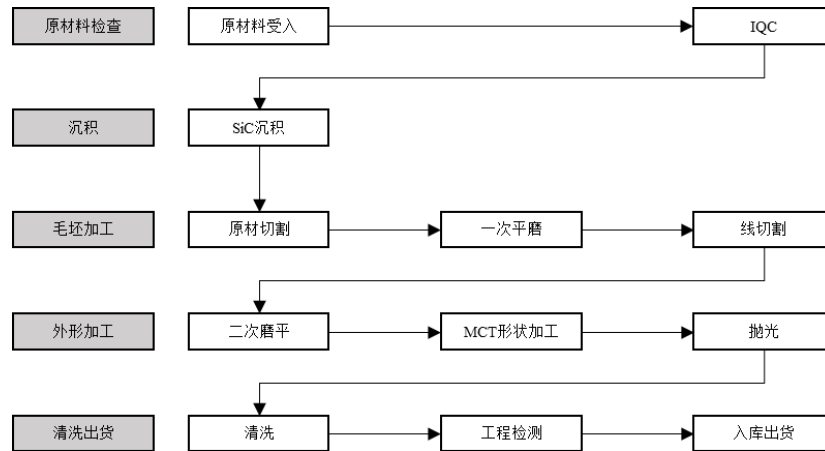 原材料检查
原材料受入
IQC
沉积
SiC沉积
毛坯加工
原材切割
一次平磨
线切割
外形加工
二次磨平
MCT形状加工
抛光
清洗出货
清洗
工程检测
入库出货